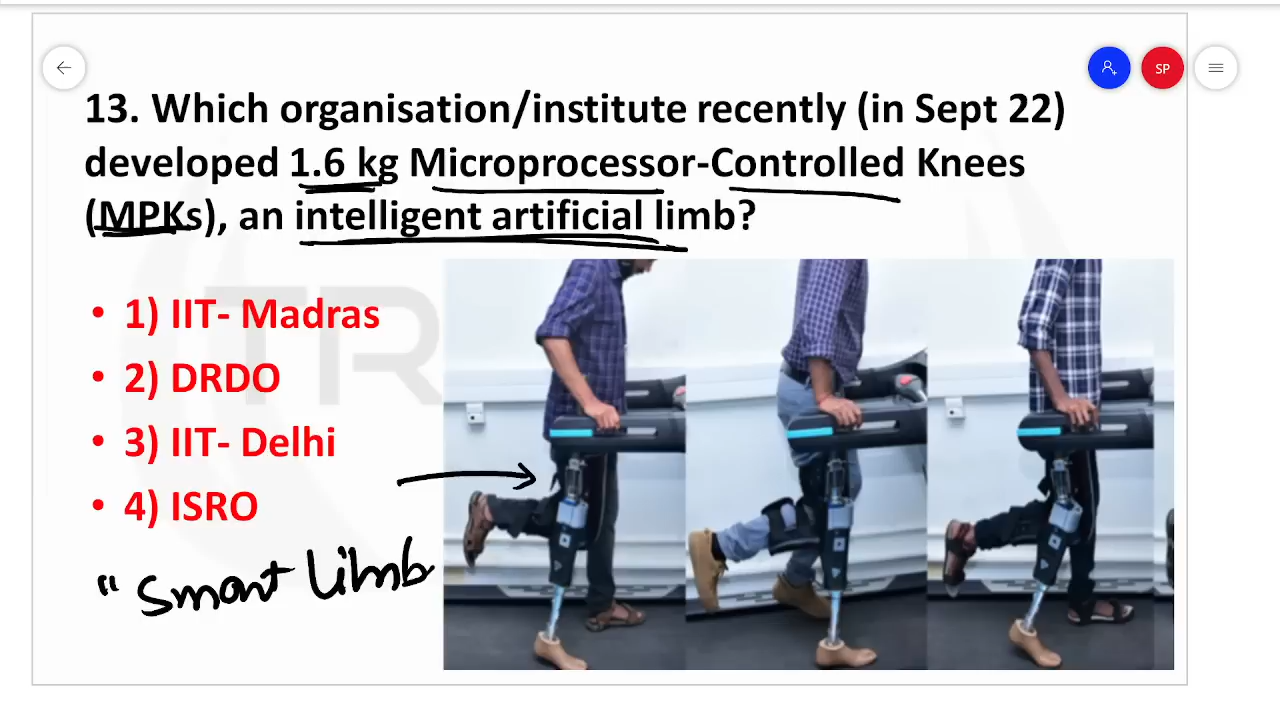 SP
13. Which organisation/institute recently (in Sept 22)
developed 1.6 kg Microprocessor-Controlled Knees
(MPKs), an intelligent artificial limb?
• 1) IIT- Madras
• 2) DRDO
• 3) IIT- Delhi
• 4) ISRO
" Smart Limb
TR